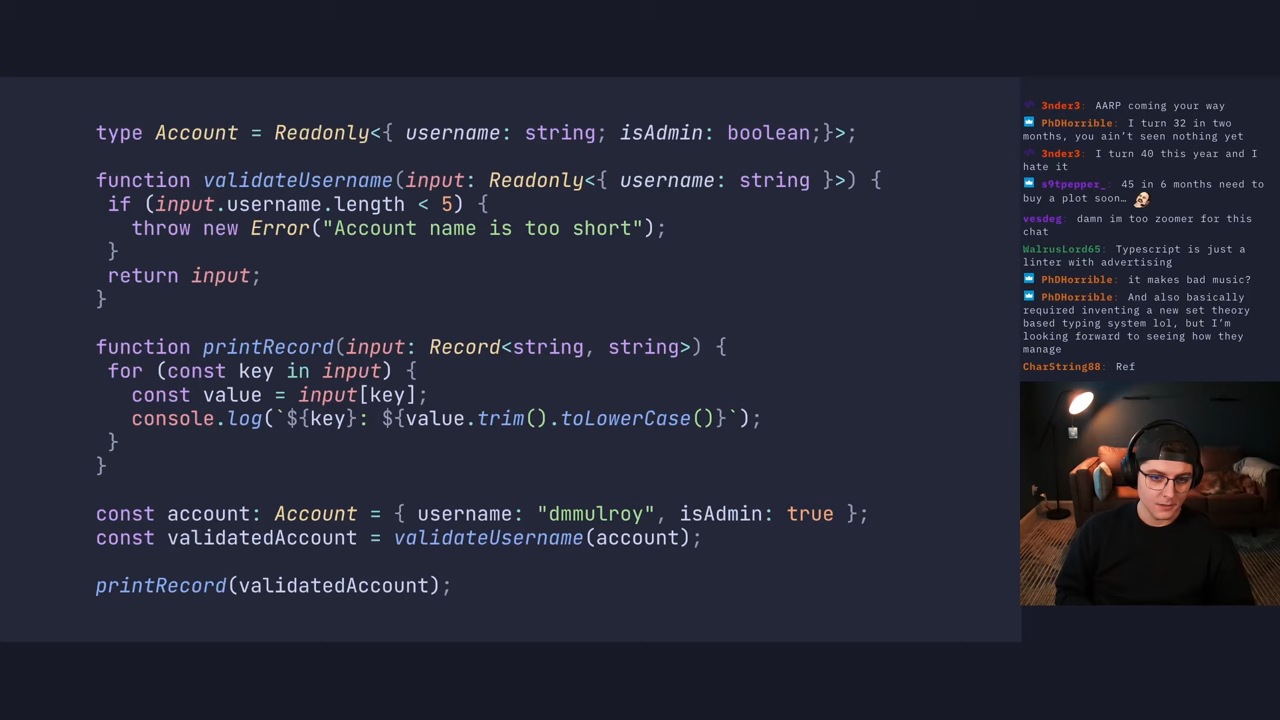 type Account = Readonly<{ username: string; isAdmin: boolean;}>;
function validateUsername(input: Readonly<{ username: string }>) {
if (input.username.length < 5) {
throw new Error("Account name is too short");
}
return input;
}
function printRecord(input: Record<string, string>) {
for (const key in input) {
const value = input[key];
console.log(`${key}: ${value.trim().toLowerCase()}`);
}
}
const account: Account = { username: "dmmulroy", isAdmin: true };
const validatedAccount = validateUsername(account);
printRecord(validatedAccount);
3nder3: AARP coming your way
PhDHorrible: I turn 32 in two
months, you ain't seen nothing yet
3nder3: I turn 40 this year and I
hate it
s9tpepper_: 45 in 6 months need to
buy a plot soon…
vesdeg: damn im too zoomer for this
chat
WalrusLord65: Typescript is just a
linter with advertising
PhDHorrible: it makes bad music?
PhDHorrible: And also basically
required inventing a new set theory
based typing system lol, but I'm
looking forward to seeing how they
manage
CharString88: Ref